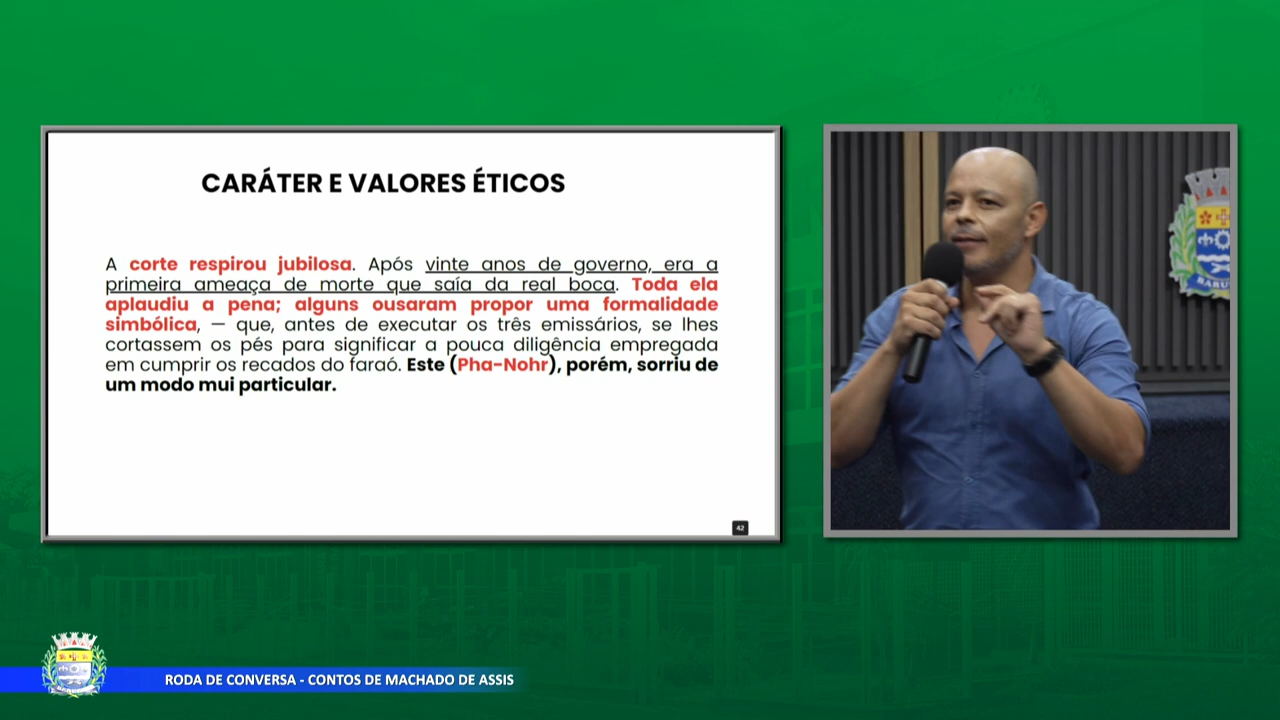 CARÁTER E VALORES ÉTICOS
A corte respirou jubilosa. Após vinte anos de governo, era a
primeira ameaça de morte que saía da real boca. Toda ela
aplaudiu a pena; alguns ousaram propor uma formalidade
simbólica, — que, antes de executar os três emissários, se lhes
cortassem os pés para significar a pouca diligência empregada
em cumprir os recados do faraó. Este (Pha-Nohr), porém, sorriu de
um modo mui particular.
42
RODA DE CONVERSA - CONTOS DE MACHADO DE ASSIS